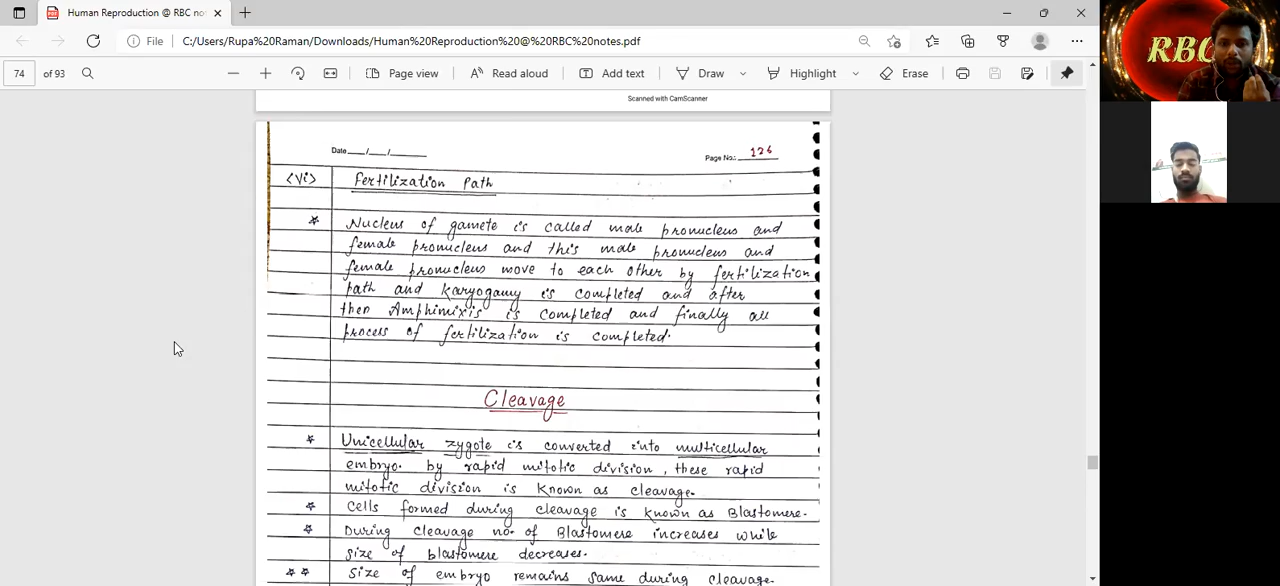 Human Reproduction @ RBC no
File C:/Users/Rupa%20Raman/Downloads/Human%20Reproduction%20@%20RBC%20notes.pdf
74 of 93 Page view Read aloud Add text Draw Highlight Erase
Scanned with CamScanner
Date___/___/______
Page No.: 126
<Vi> Fertilization Path
Nucleus of gamete is called male pronucleus and
female pronucleus and this male pronucleus and
female pronucleus move to each other by fertilization
path and Karyogamy is completed and after
then Amphimixis is completed and finally all
process of fertilization is completed.
Cleavage
Unicellular zygote is converted into multicellular
embryo. by rapid mitotic division, these rapid
mitotic division is known as cleavage.
Cells formed during cleavage is known as Blastomere.
During cleavage no. of Blastomere increases while
size of blastomere decreases.
size of embryo remains same during cleavage.
RBC